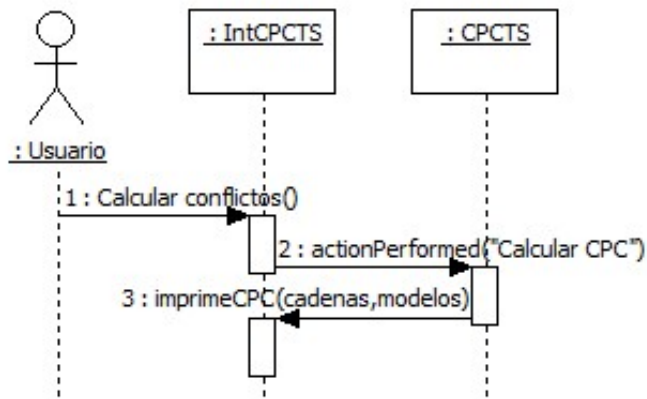 : IntCPCTS
: CPCTS
: Usuario
1 : Calcular conflictos()
2 : actionPerformed("Calcular CPC")
3 : imprimeCPC(cadenas,modelos)